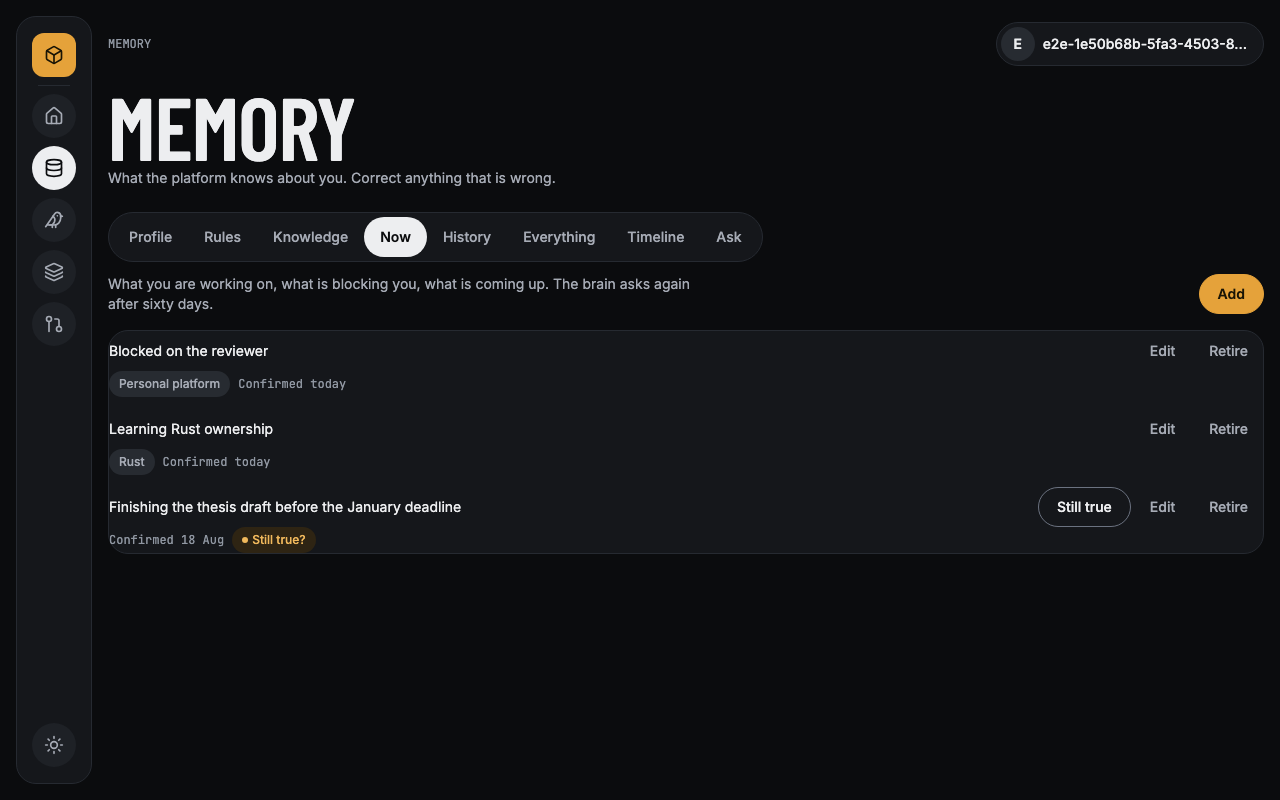 MEMORY
E e2e-1e50b68b-5fa3-4503-8...
MEMORY
What the platform knows about you. Correct anything that is wrong.
Profile Rules Knowledge Now History Everything Timeline Ask
What you are working on, what is blocking you, what is coming up. The brain asks again
after sixty days.
Add
Blocked on the reviewer
Edit Retire
Personal platform Confirmed today
Learning Rust ownership
Edit Retire
Rust Confirmed today
Finishing the thesis draft before the January deadline
Still true Edit Retire
Confirmed 18 Aug Still true?